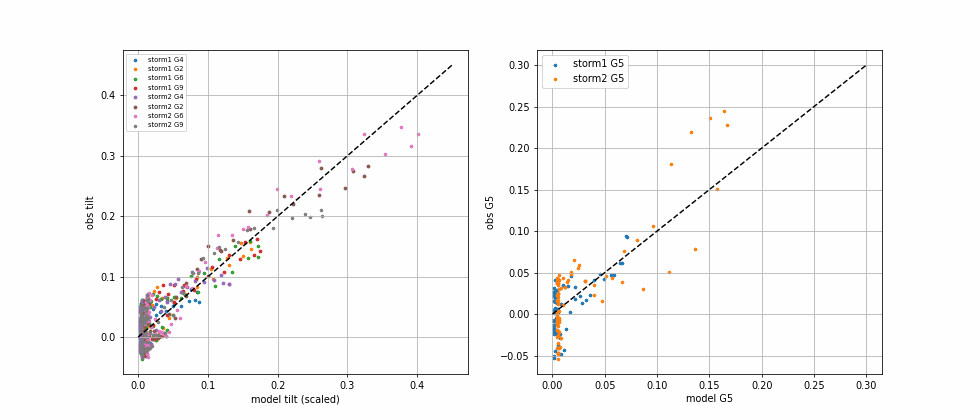 storm1 G4
storm1 G2
storm1 G6
storm1 G9
storm2 G4
storm2 G2
storm2 G6
storm2 G9
0.4
0.3
0.2
0.1
0.0
obs tilt
0.0 0.1 0.2 0.3 0.4
model tilt (scaled)
storm1 G5
storm2 G5
0.30
0.25
0.20
0.15
0.10
0.05
0.00
−0.05
obs G5
0.00 0.05 0.10 0.15 0.20 0.25 0.30
model G5